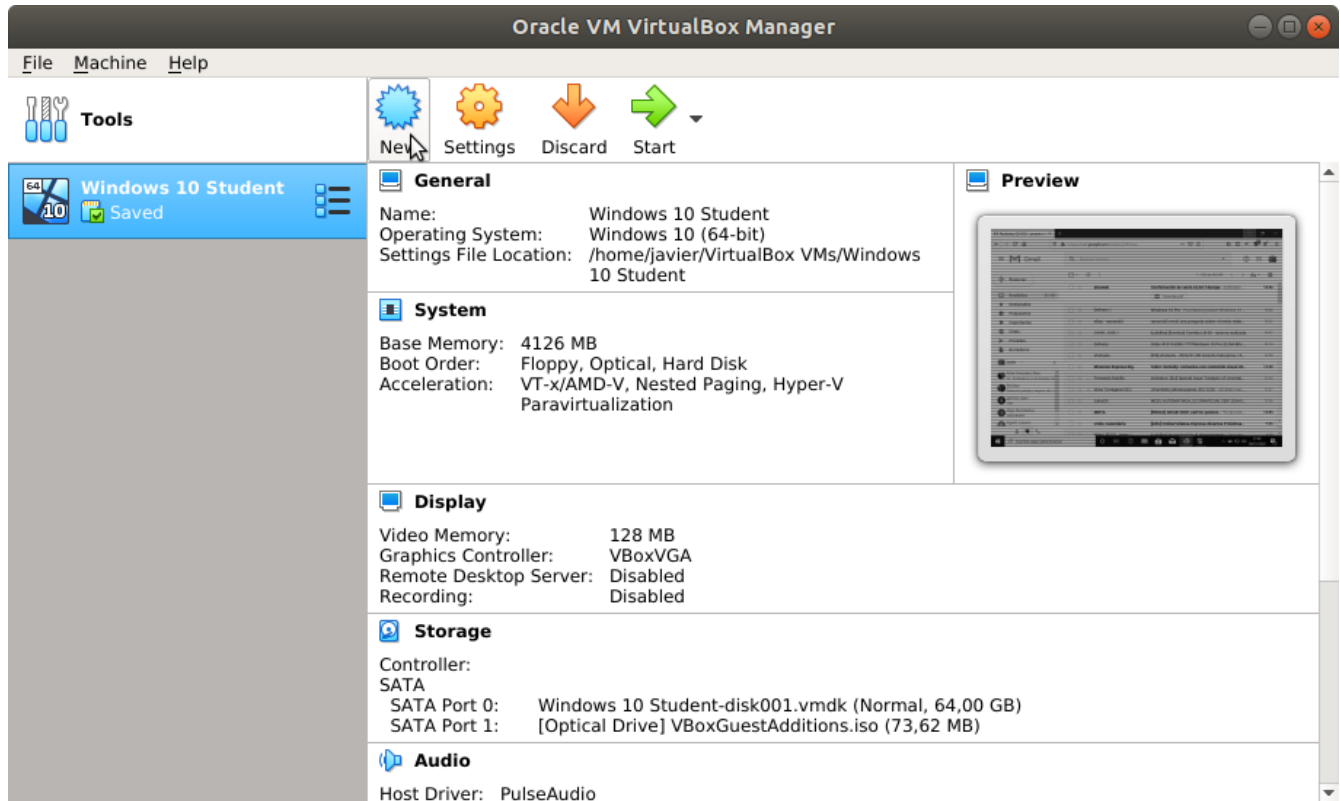 Oracle VM VirtualBox Manager
File Machine Help
Tools
New Settings Discard Start
64
10
Windows 10 Student
Saved
General
Name: Windows 10 Student
Operating System: Windows 10 (64-bit)
Settings File Location: /home/javier/VirtualBox VMs/Windows
10 Student
Preview
Gmail
System
Base Memory: 4126 MB
Boot Order: Floppy, Optical, Hard Disk
Acceleration: VT-x/AMD-V, Nested Paging, Hyper-V
Paravirtualization
Display
Video Memory: 128 MB
Graphics Controller: VBoxVGA
Remote Desktop Server: Disabled
Recording: Disabled
Storage
Controller:
SATA
SATA Port 0: Windows 10 Student-disk001.vmdk (Normal, 64,00 GB)
SATA Port 1: [Optical Drive] VBoxGuestAdditions.iso (73,62 MB)
Audio
Host Driver: PulseAudio